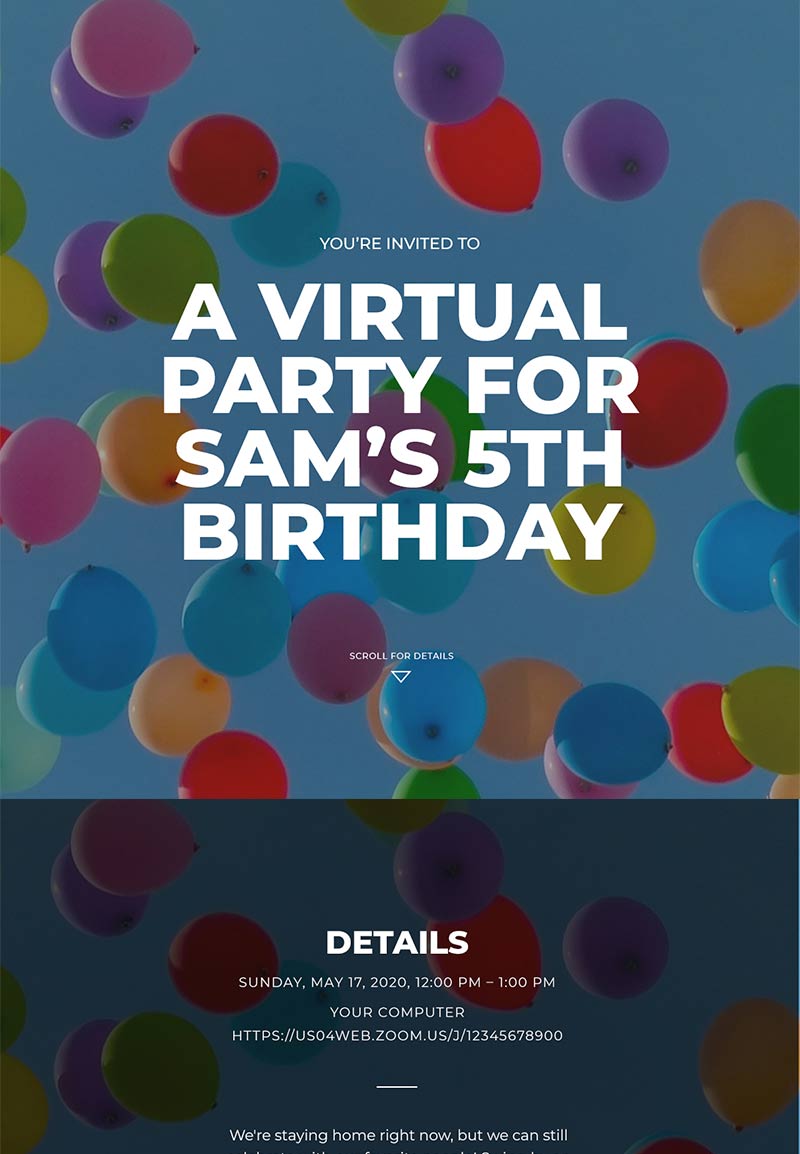 YOU'RE INVITED TO
A VIRTUAL
PARTY FOR
SAM'S 5TH
BIRTHDAY
SCROLL FOR DETAILS
DETAILS
SUNDAY, MAY 17, 2020, 12:00 PM – 1:00 PM
YOUR COMPUTER
HTTPS://US04WEB.ZOOM.US/J/12345678900
We're staying home right now, but we can still